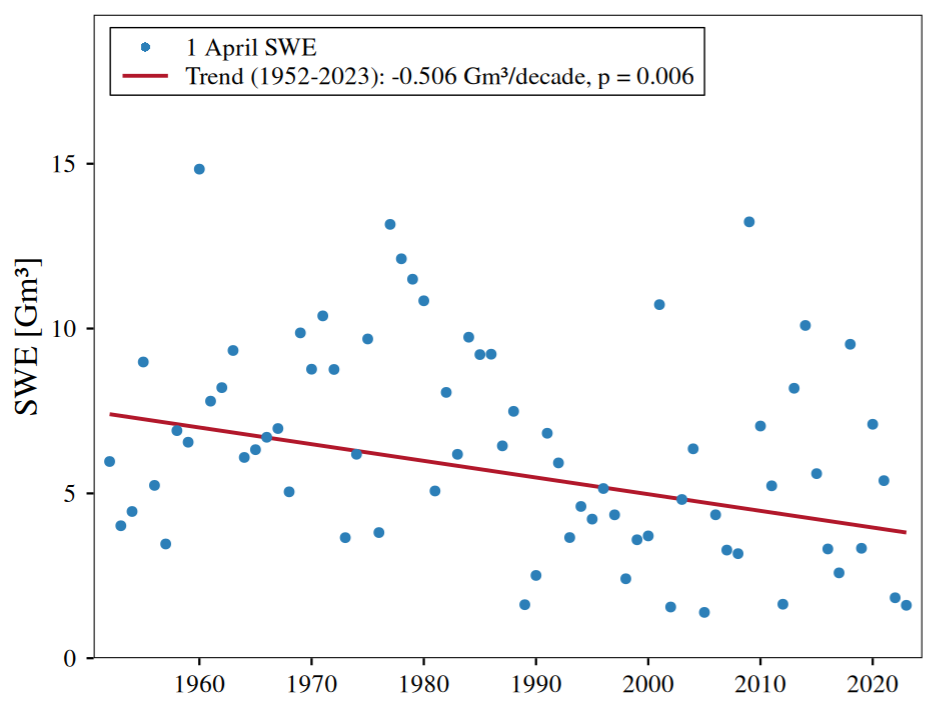 1 April SWE
Trend (1952-2023): -0.506 Gm³/decade, p = 0.006
15
10
5
0
SWE [Gm³]
1960 1970 1980 1990 2000 2010 2020